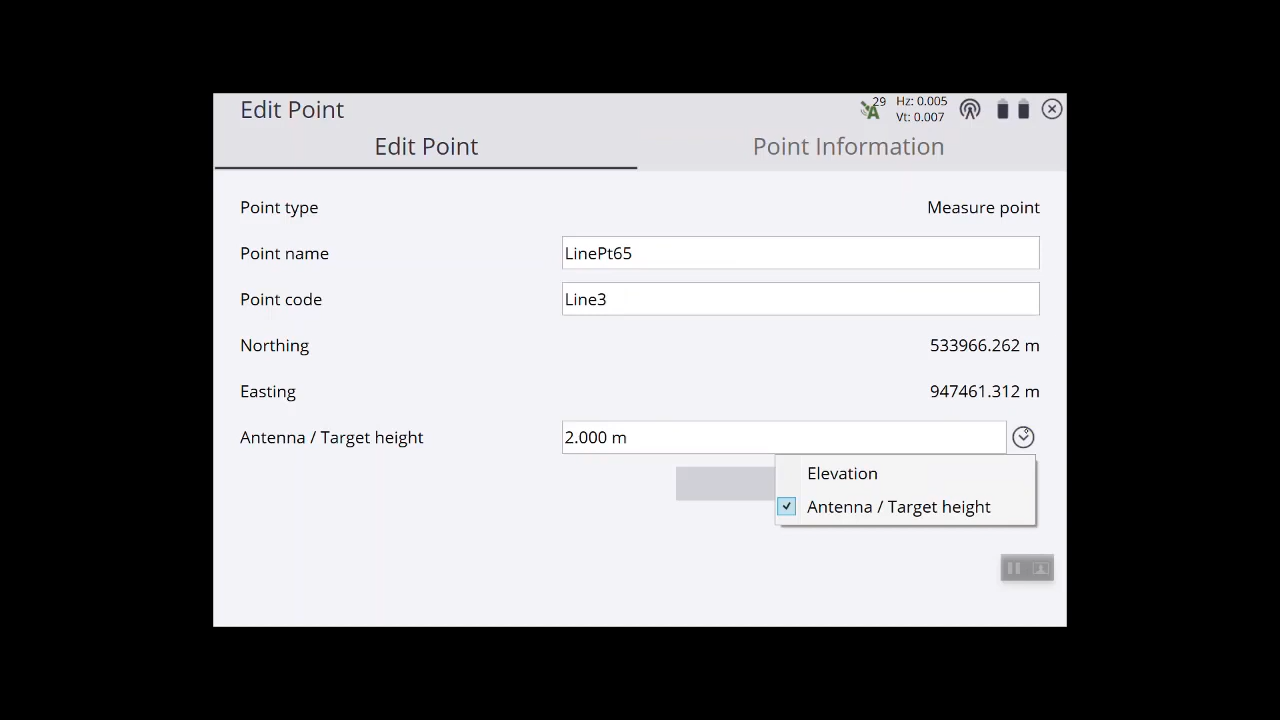 Edit Point
29
Hz: 0.005
Vt: 0.007
Edit Point
Point Information
Point type
Measure point
Point name
LinePt65
Point code
Line3
Northing
533966.262 m
Easting
947461.312 m
Antenna / Target height
2.000 m
Elevation
Antenna / Target height